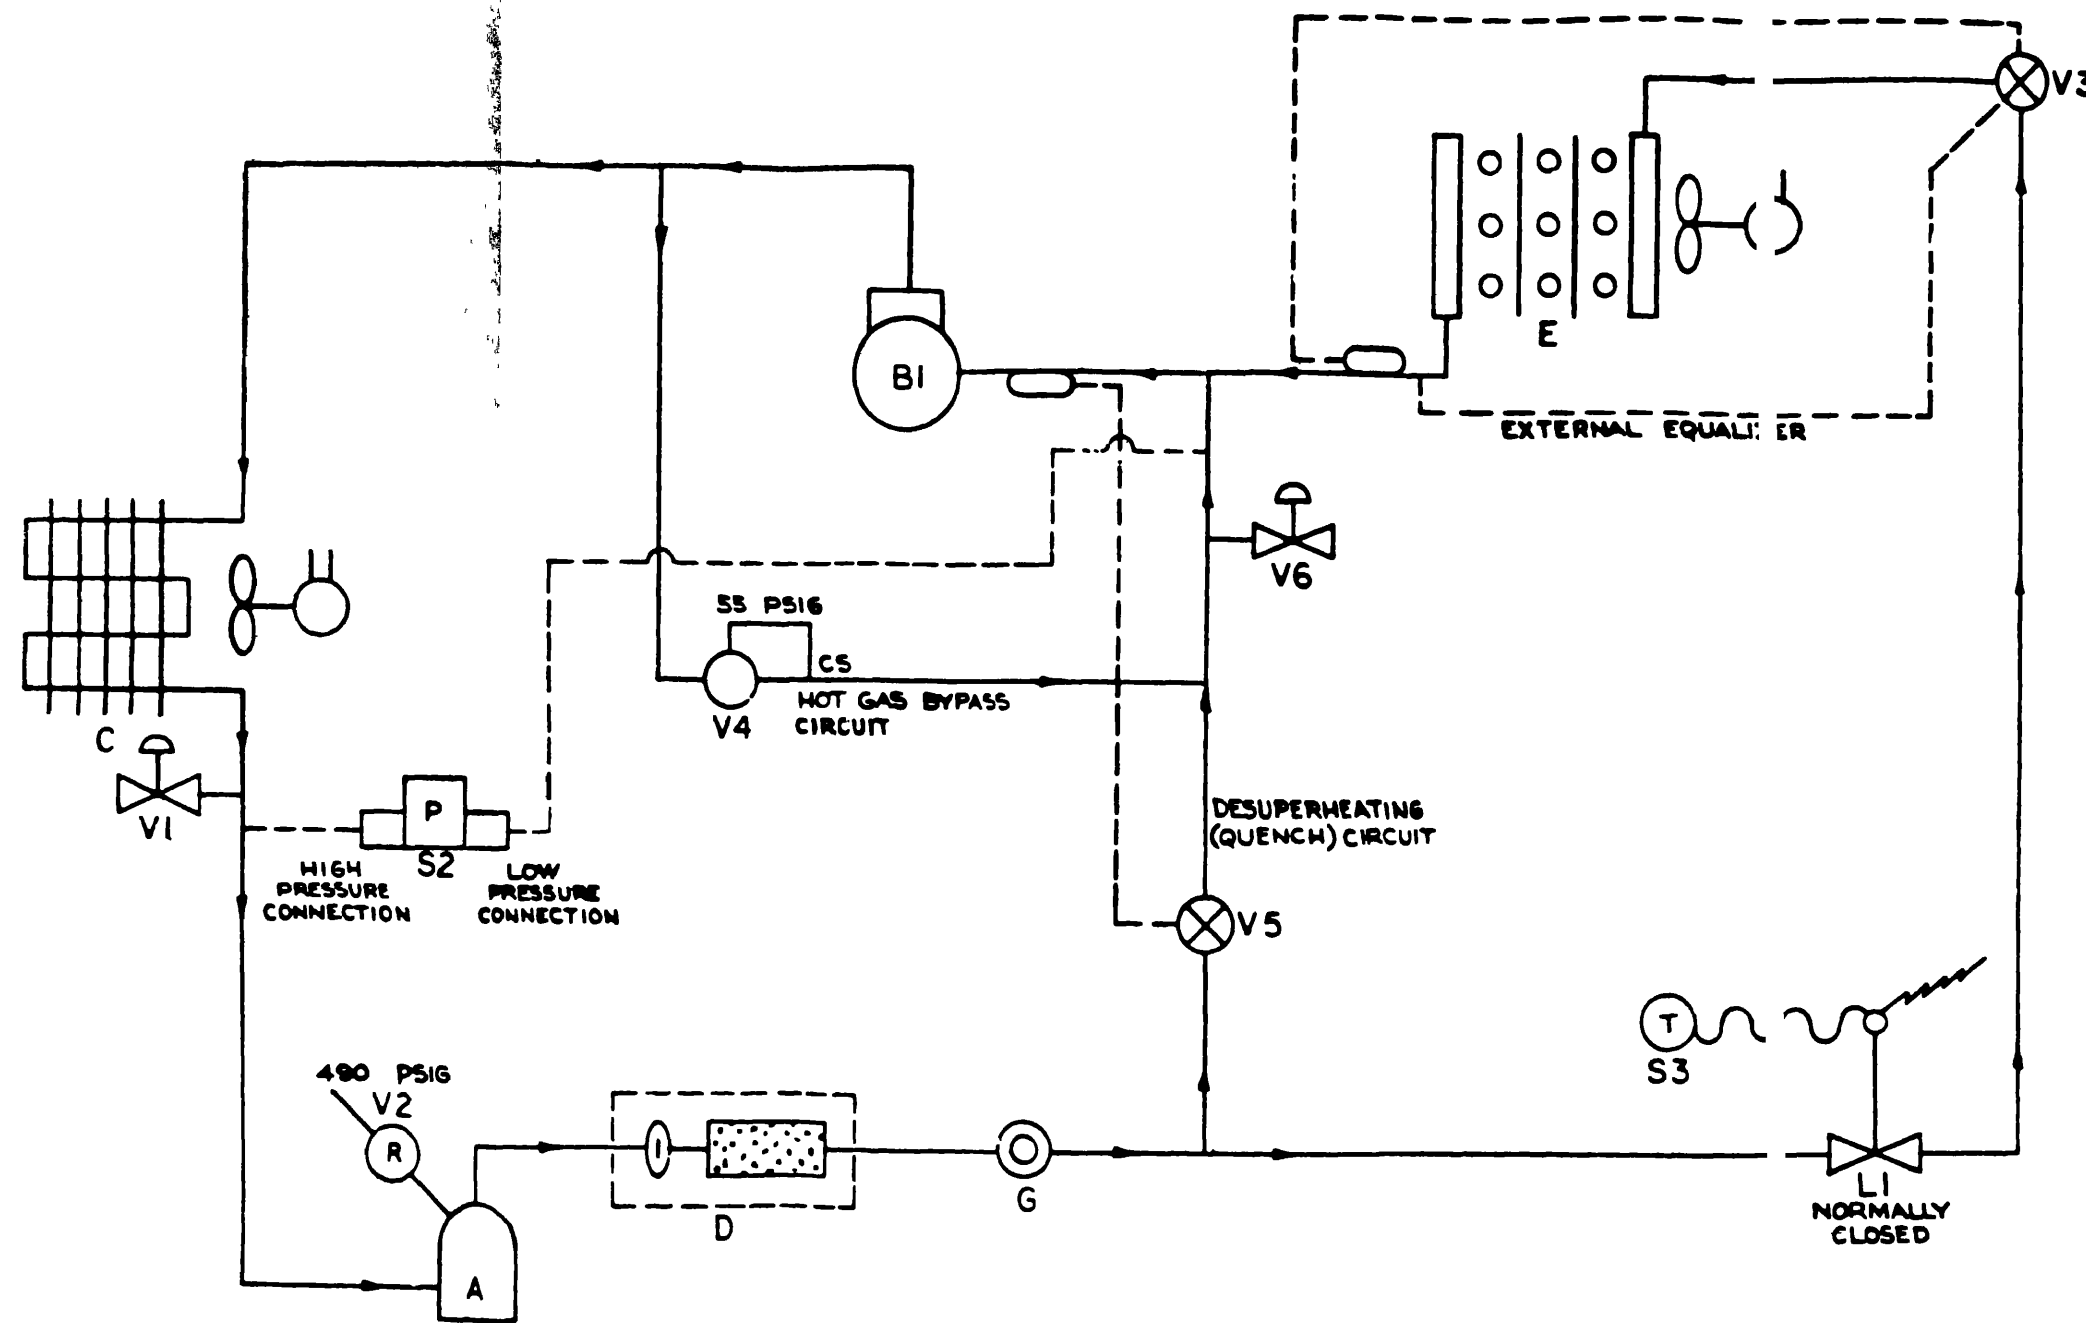 V3
E
B1
EXTERNAL EQUALI ER
V6
55 PSIG
CS
HOT GAS BYPASS
CIRCUIT
V4
C
V1
P
S2
HIGH
PRESSURE
CONNECTION
LOW
PRESSURE
CONNECTION
DESUPERHEATING
(QUENCH) CIRCUIT
V5
T
S3
490 PSIG
V2
R
A
D
G
L1
NORMALLY
CLOSED